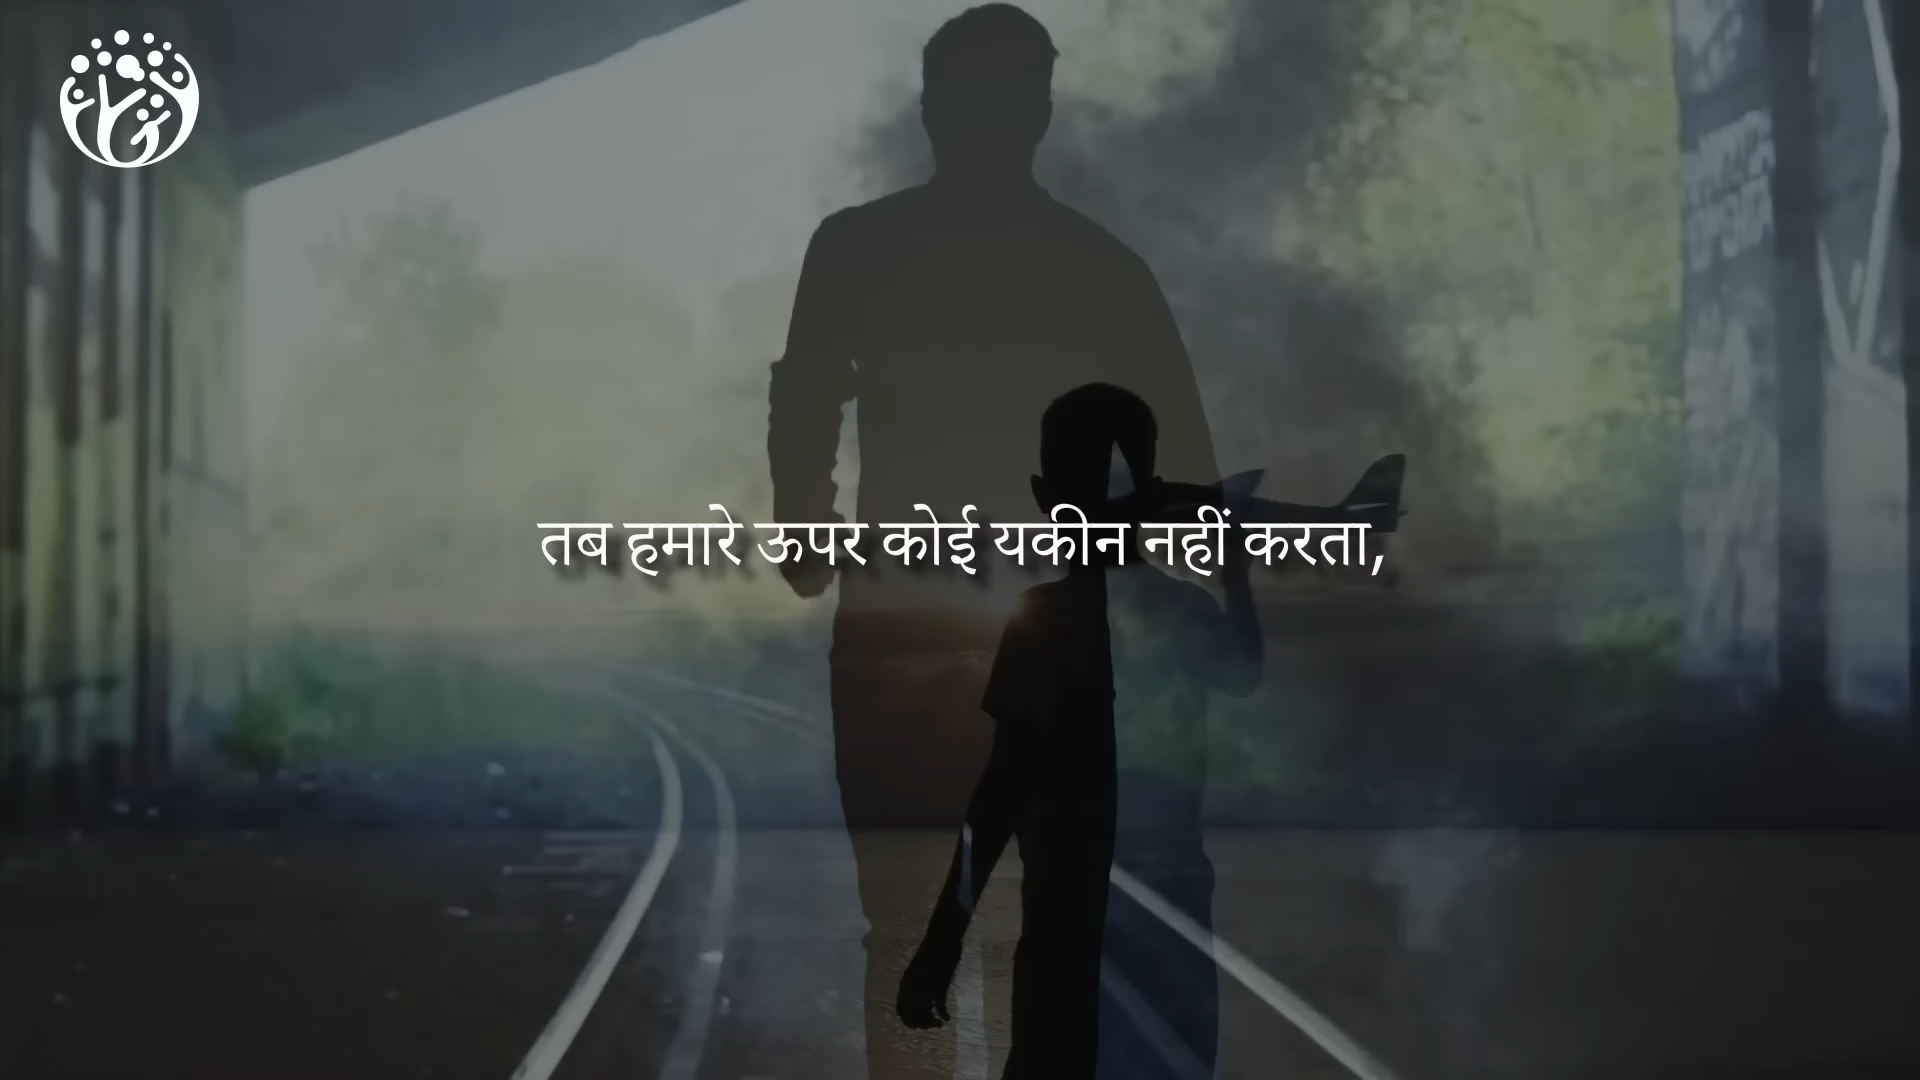 तब हमारे ऊपर कोई यकीन नहीं करता,